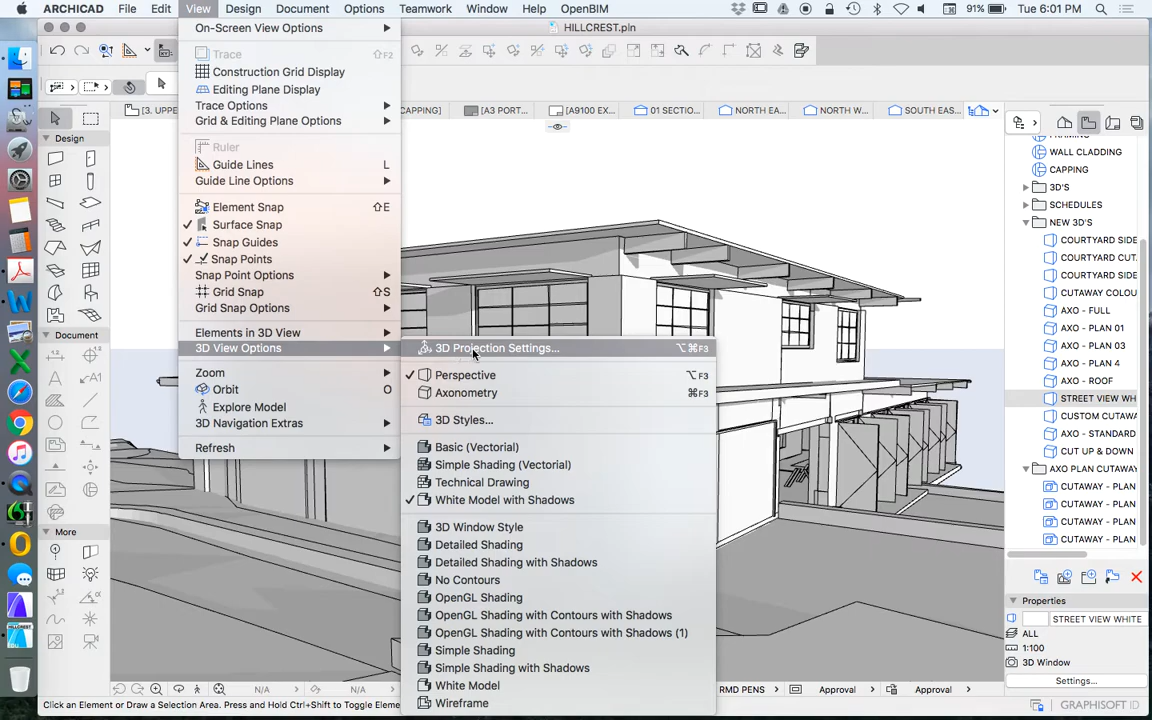 ARCHICAD File Edit View Design Document Options Teamwork Window Help OpenBIM 91% Tue 6:01 PM
HILLCREST.pln
On-Screen View Options
Trace ⇧F2
Construction Grid Display
Editing Plane Display
Trace Options
Grid & Editing Plane Options
Ruler
Guide Lines L
Guide Line Options
Element Snap ⇧E
Surface Snap
Snap Guides
Snap Points
Snap Point Options
Grid Snap ⇧S
Grid Snap Options
Elements in 3D View
3D View Options
Zoom
Orbit O
Explore Model
3D Navigation Extras
Refresh
3D Projection Settings... ⌥⌘F3
Perspective ⌥F3
Axonometry ⌘F3
3D Styles...
Basic (Vectorial)
Simple Shading (Vectorial)
Technical Drawing
White Model with Shadows
3D Window Style
Detailed Shading
Detailed Shading with Shadows
No Contours
OpenGL Shading
OpenGL Shading with Contours with Shadows
OpenGL Shading with Contours with Shadows (1)
Simple Shading
Simple Shading with Shadows
White Model
Wireframe
[3. UPPE CAPPING] [A3 PORT... [A9100 EX... 01 SECTIO... NORTH EA... NORTH W... SOUTH EAS...
Design
Document
More
WALL CLADDING
CAPPING
3D'S
SCHEDULES
NEW 3D'S
COURTYARD SIDE
COURTYARD CUT.
COURTYARD SIDE
CUTAWAY COLOU
AXO - FULL
AXO - PLAN 01
AXO - PLAN 03
AXO - PLAN 4
AXO - ROOF
STREET VIEW WH
CUSTOM CUTAWA
AXO - STANDARD
CUT UP & DOWN
AXO PLAN CUTAWAY
CUTAWAY - PLAN
CUTAWAY - PLAN
CUTAWAY - PLAN
CUTAWAY - PLAN
Properties
STREET VIEW WHITE
ALL
1:100
3D Window
Settings...
N/A N/A RMD PENS Approval Approval
Click an Element or Draw a Selection Area. Press and Hold Ctrl+Shift to Toggle Elemen
GRAPHISOFT ID